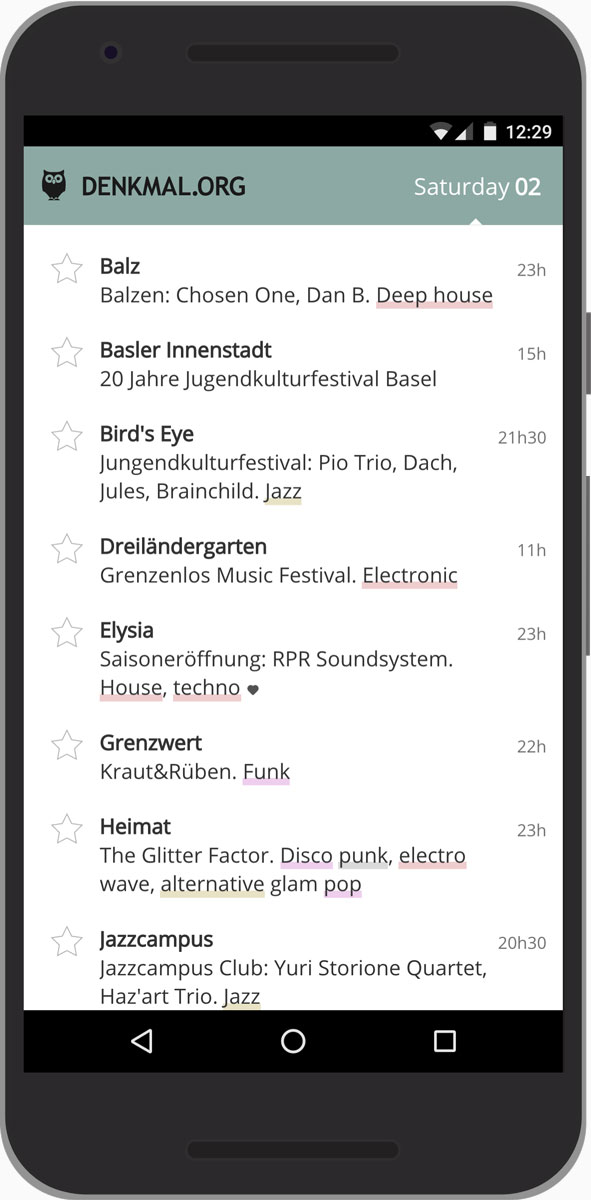 12:29
DENKMAL.ORG
Saturday 02
Balz
23h
Balzen: Chosen One, Dan B. Deep house
Basler Innenstadt
15h
20 Jahre Jugendkulturfestival Basel
Bird's Eye
21h30
Jungendkulturfestival: Pio Trio, Dach,
Jules, Brainchild. Jazz
Dreiländergarten
11h
Grenzenlos Music Festival. Electronic
Elysia
23h
Saisoneröffnung: RPR Soundsystem.
House, techno
Grenzwert
22h
Kraut&Rüben. Funk
Heimat
23h
The Glitter Factor. Disco punk, electro
wave, alternative glam pop
Jazzcampus
20h30
Jazzcampus Club: Yuri Storione Quartet,
Haz'art Trio. Jazz